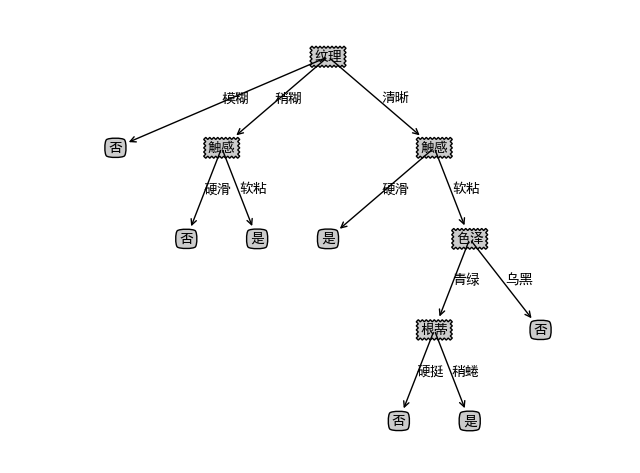 纹理
模糊 稍糊 清晰
否 触感 触感
硬滑 软粘 硬滑 软粘
否 是 是 色泽
青绿 乌黑
根蒂 否
硬挺 稍蜷
否 是